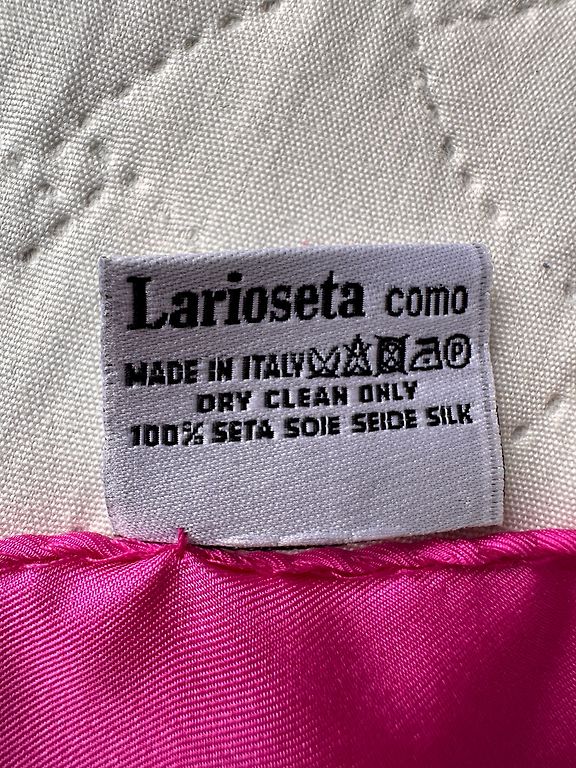 Larioseta como
MADE IN ITALY Ⓟ
DRY CLEAN ONLY
100% SETA SOIE SEIDE SILK